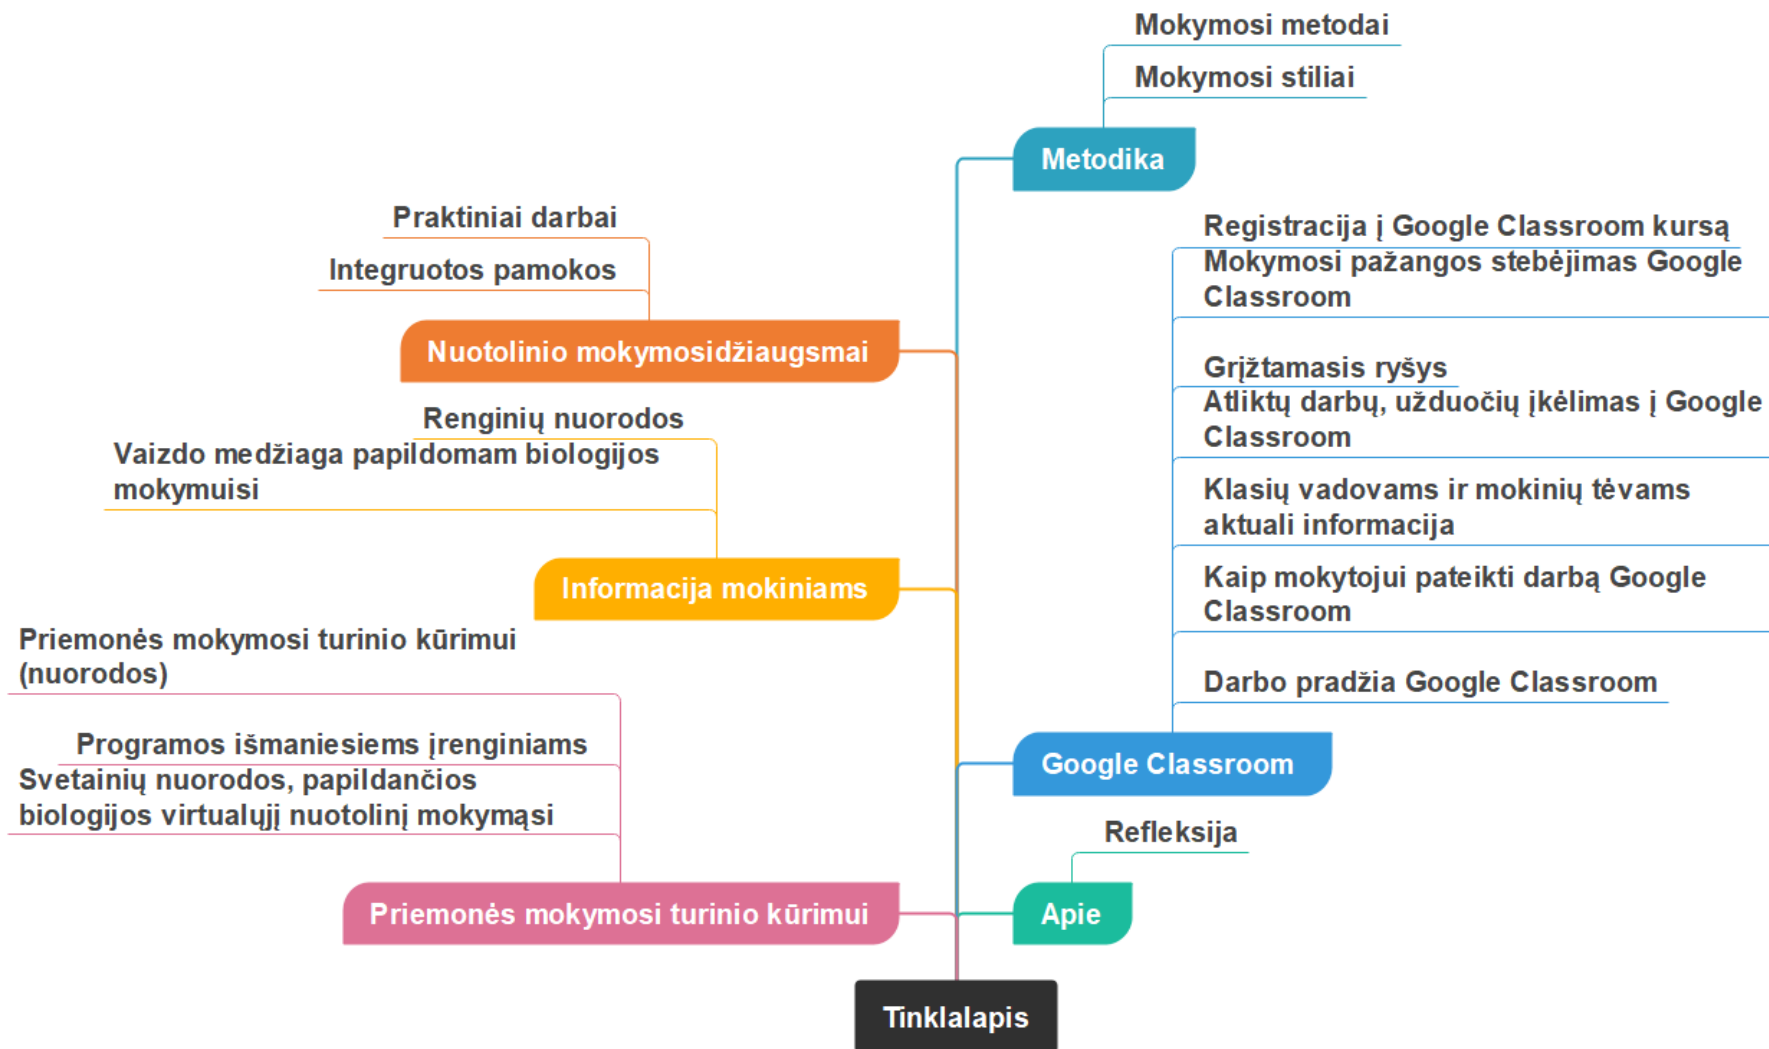 Mokymosi metodai
Mokymosi stiliai
Metodika
Praktiniai darbai
Integruotos pamokos
Nuotolinio mokymosidžiaugsmai
Renginių nuorodos
Vaizdo medžiaga papildomam biologijos
mokymuisi
Informacija mokiniams
Priemonės mokymosi turinio kūrimui
(nuorodos)
Programos išmaniesiems įrenginiams
Svetainių nuorodos, papildančios
biologijos virtualųjį nuotolinį mokymąsi
Priemonės mokymosi turinio kūrimui
Registracija į Google Classroom kursą
Mokymosi pažangos stebėjimas Google
Classroom
Grįžtamasis ryšys
Atliktų darbų, užduočių įkėlimas į Google
Classroom
Klasių vadovams ir mokinių tėvams
aktuali informacija
Kaip mokytojui pateikti darbą Google
Classroom
Darbo pradžia Google Classroom
Google Classroom
Refleksija
Apie
Tinklalapis